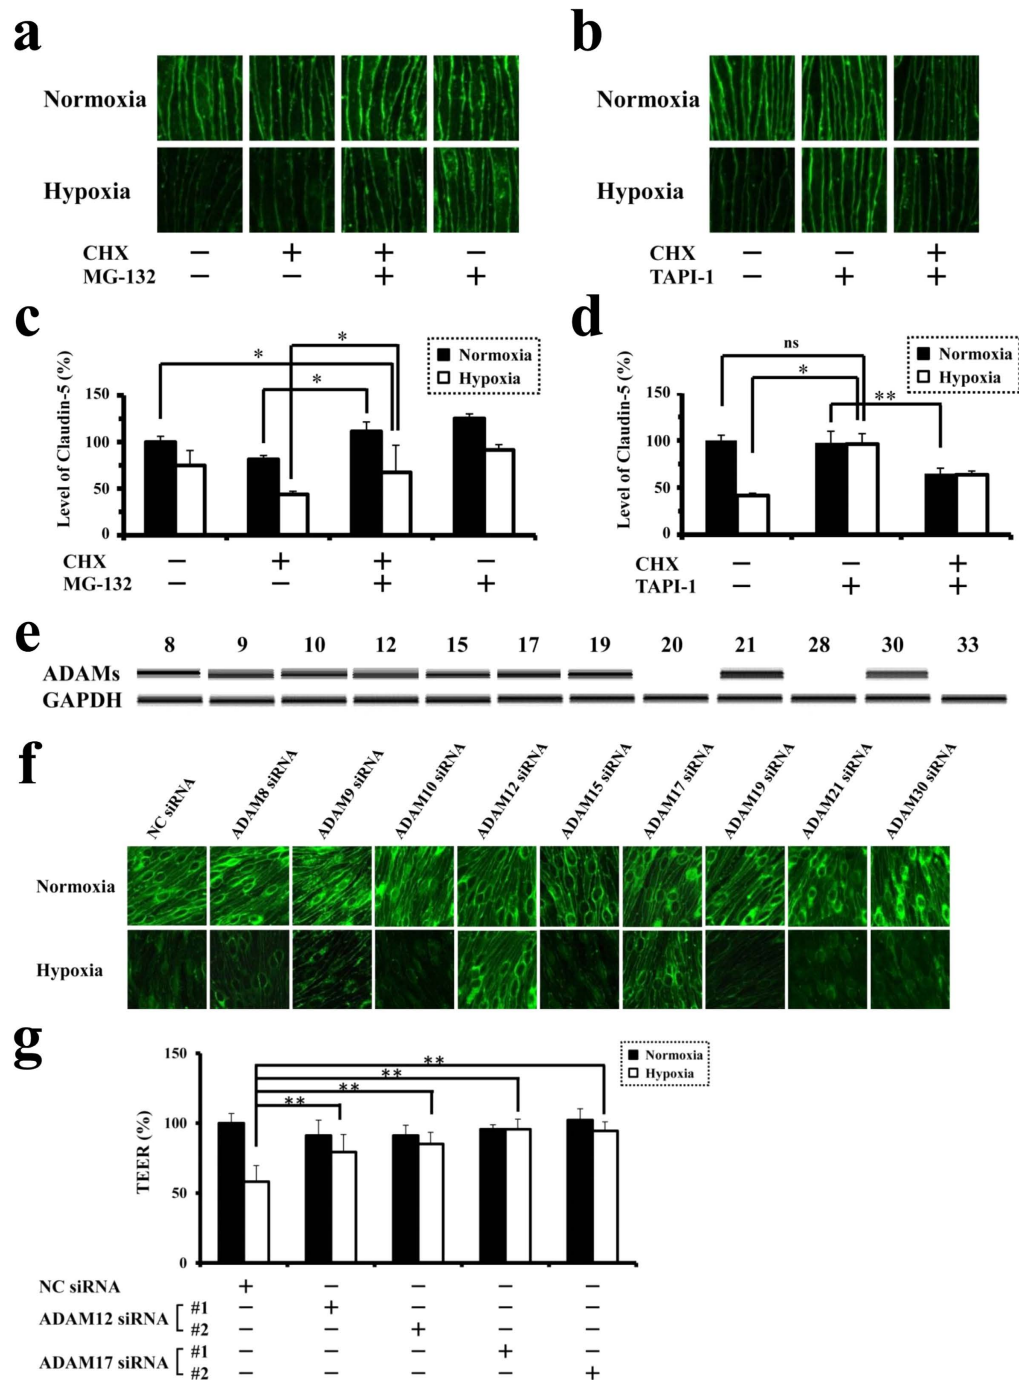 a
b
Normoxia
Normoxia
Hypoxia
Hypoxia
CHX − + + −
MG-132 − − + +
CHX − − +
TAPI-1 − + +
c
d
Level of Claudin-5 (%)
150
100
50
0
* * *
Normoxia
Hypoxia
CHX − + + −
MG-132 − − + +
Level of Claudin-5 (%)
150
100
50
0
ns
*
**
Normoxia
Hypoxia
CHX − − +
TAPI-1 − + +
e
8 9 10 12 15 17 19 20 21 28 30 33
ADAMs
GAPDH
f
NC siRNA
ADAM8 siRNA
ADAM9 siRNA
ADAM10 siRNA
ADAM12 siRNA
ADAM15 siRNA
ADAM17 siRNA
ADAM19 siRNA
ADAM21 siRNA
ADAM30 siRNA
Normoxia
Hypoxia
g
TEER (%)
150
100
50
0
**
**
**
**
Normoxia
Hypoxia
NC siRNA + − − − −
ADAM12 siRNA
#1 − + − − −
#2 − − + − −
ADAM17 siRNA
#1 − − − + −
#2 − − − − +